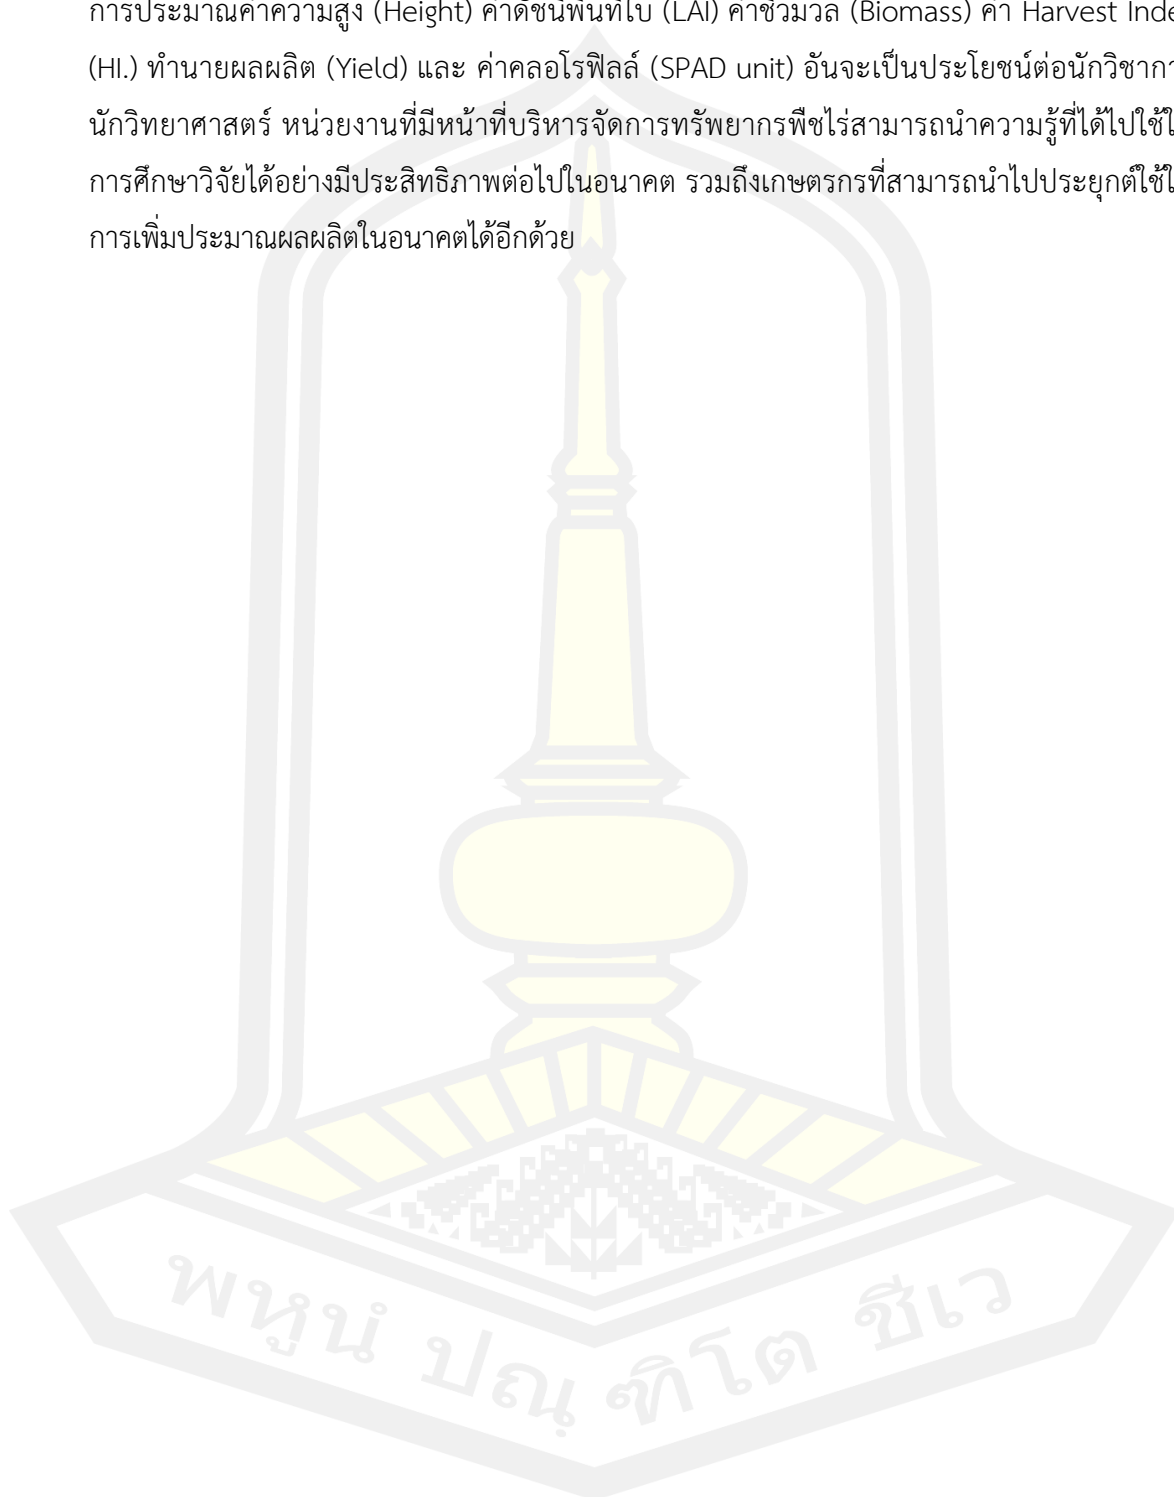 การประมาณค่าความสูง (Height) ค่าดัชนีพื้นที่ใบ (LAI) ค่าชีวมวล (Biomass) ค่า Harvest Inde
(HI.) ทำนายผลผลิต (Yield) และ ค่าคลอโรฟิลล์ (SPAD unit) อันจะเป็นประโยชน์ต่อนักวิชากา
นักวิทยาศาสตร์ หน่วยงานที่มีหน้าที่บริหารจัดการทรัพยากรพืชไร่สามารถนำความรู้ที่ได้ไปใช้ใ
การศึกษาวิจัยได้อย่างมีประสิทธิภาพต่อไปในอนาคต รวมถึงเกษตรกรที่สามารถนำไปประยุกต์ใช้ใ
การเพิ่มประมาณผลผลิตในอนาคตได้อีกด้วย
พหูนํ ปณฺฑิโต ชีเว